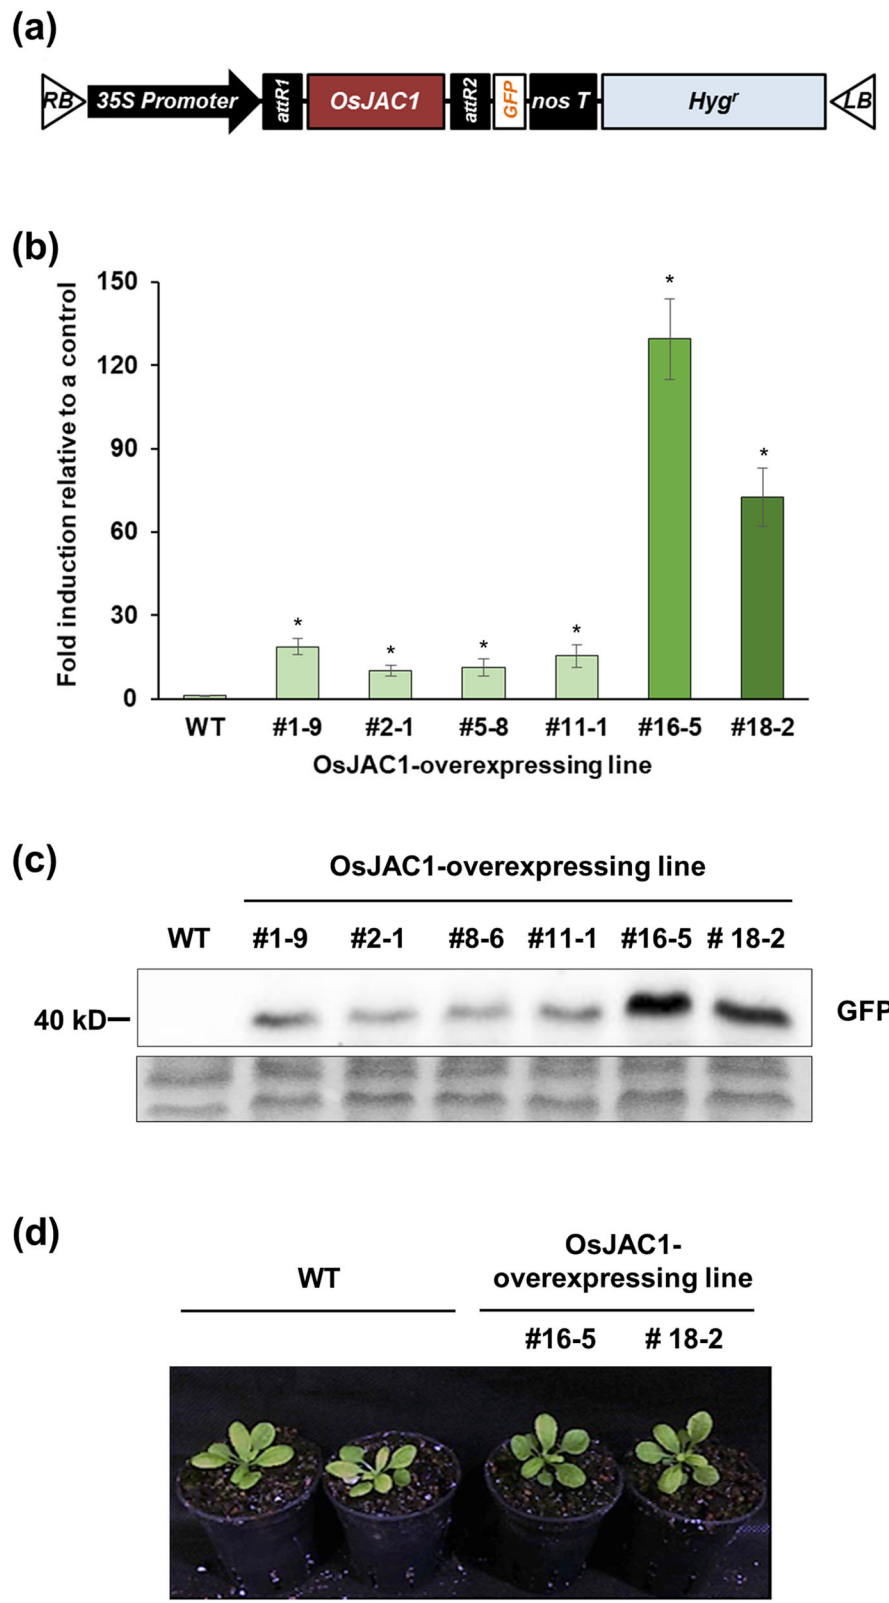 (a)
RB 35S Promoter attR1 OsJAC1 attR2 GFP nos T Hygʳ LB
(b)
Fold induction relative to a control
150
120
90
60
30
0
*
*
*
*
*
*
WT #1-9 #2-1 #5-8 #11-1 #16-5 #18-2
OsJAC1-overexpressing line
(c)
OsJAC1-overexpressing line
WT #1-9 #2-1 #8-6 #11-1 #16-5 # 18-2
40 kD GFP
(d)
OsJAC1-
WT overexpressing line
#16-5 # 18-2